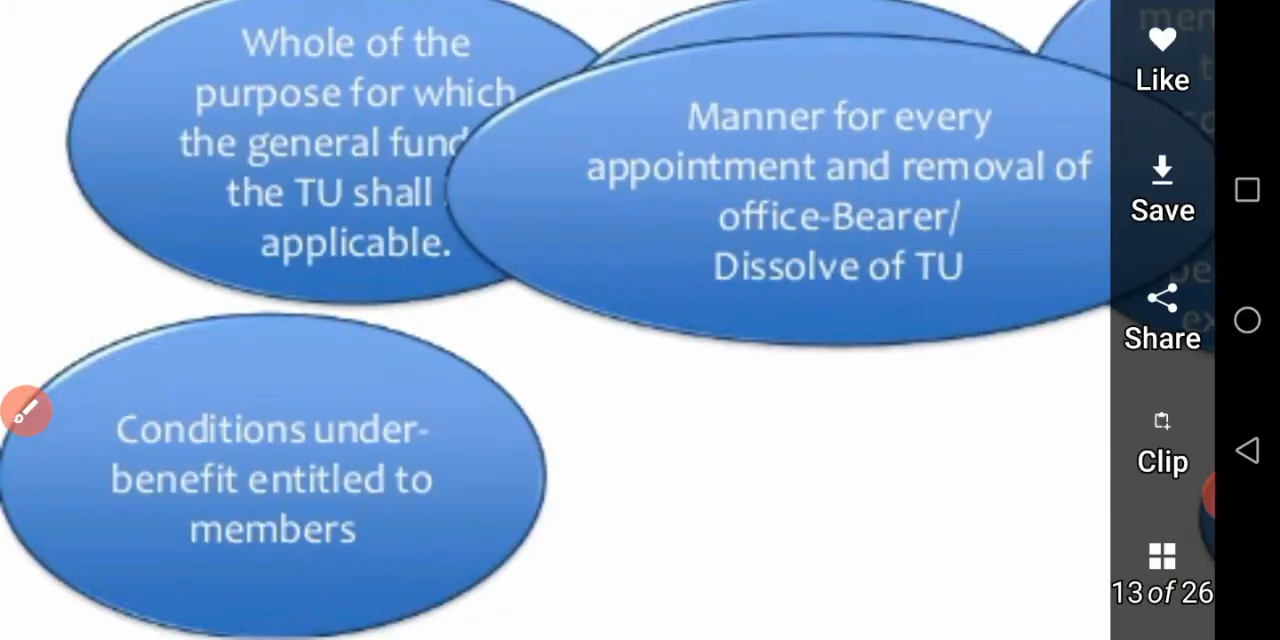 Whole of the
purpose for which
the general fund
the TU shall
applicable.
Manner for every
appointment and removal of
office-Bearer/
Dissolve of TU
Conditions under-
benefit entitled to
members
Like
Save
Share
Clip
13 of 26